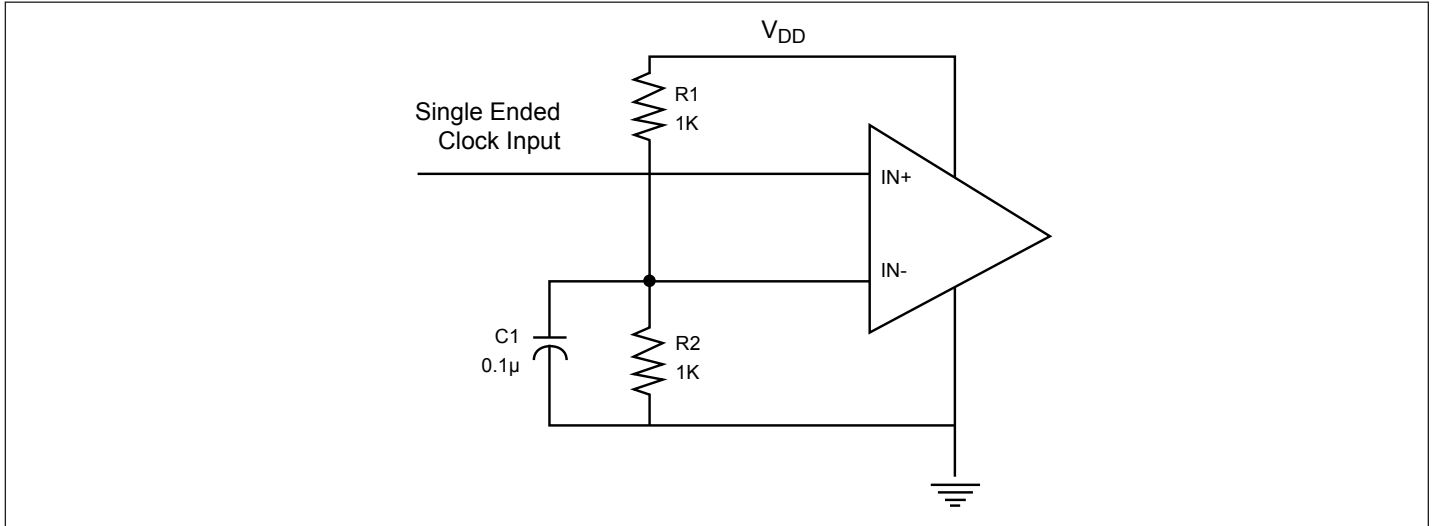 V_DD
R1
1K
Single Ended
Clock Input
IN+
IN-
C1
0.1µ
R2
1K